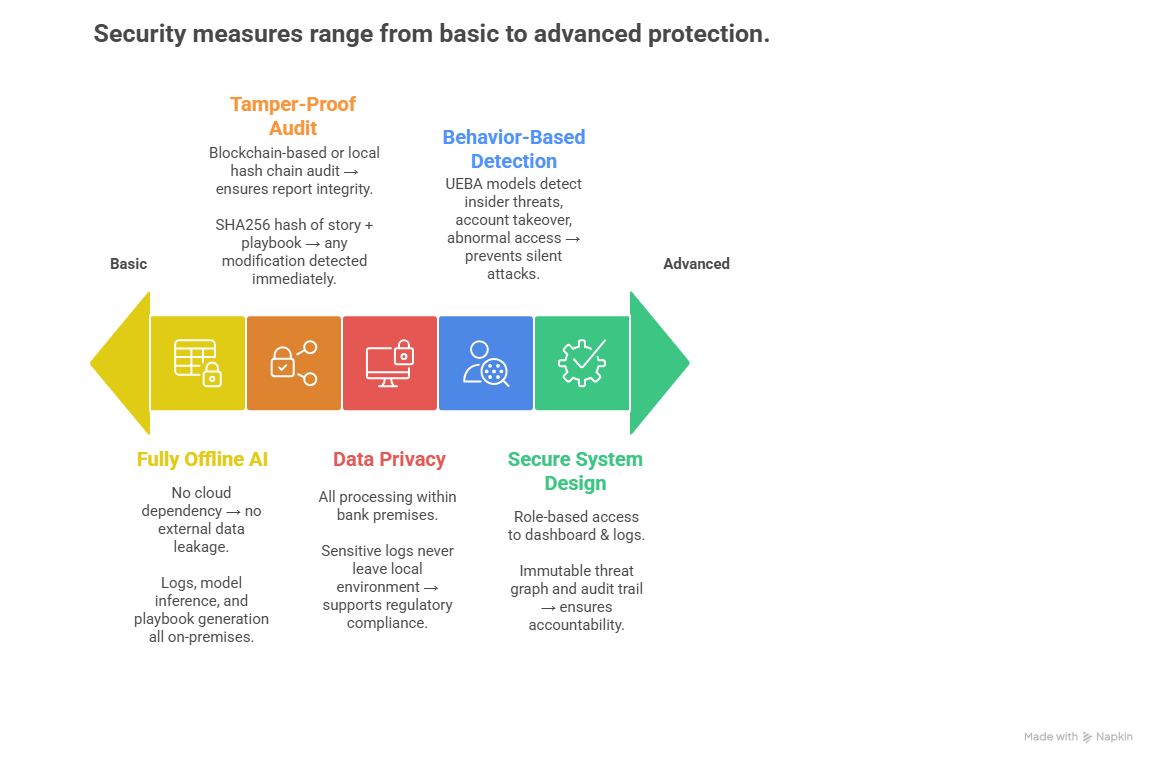 Security measures range from basic to advanced protection.
Tamper-Proof
Audit
Blockchain-based or local
hash chain audit →
ensures report integrity.
SHA256 hash of story +
playbook → any
modification detected
immediately.
Behavior-Based
Detection
UEBA models detect
insider threats,
account takeover,
abnormal access →
prevents silent
attacks.
Basic
Advanced
Fully Offline AI
No cloud
dependency → no
external data
leakage.
Logs, model
inference, and
playbook generation
all on-premises.
Data Privacy
All processing within
bank premises.
Sensitive logs never
leave local
environment →
supports regulatory
compliance.
Secure System
Design
Role-based access
to dashboard & logs.
Immutable threat
graph and audit trail
→ ensures
accountability.
Made with Napkin